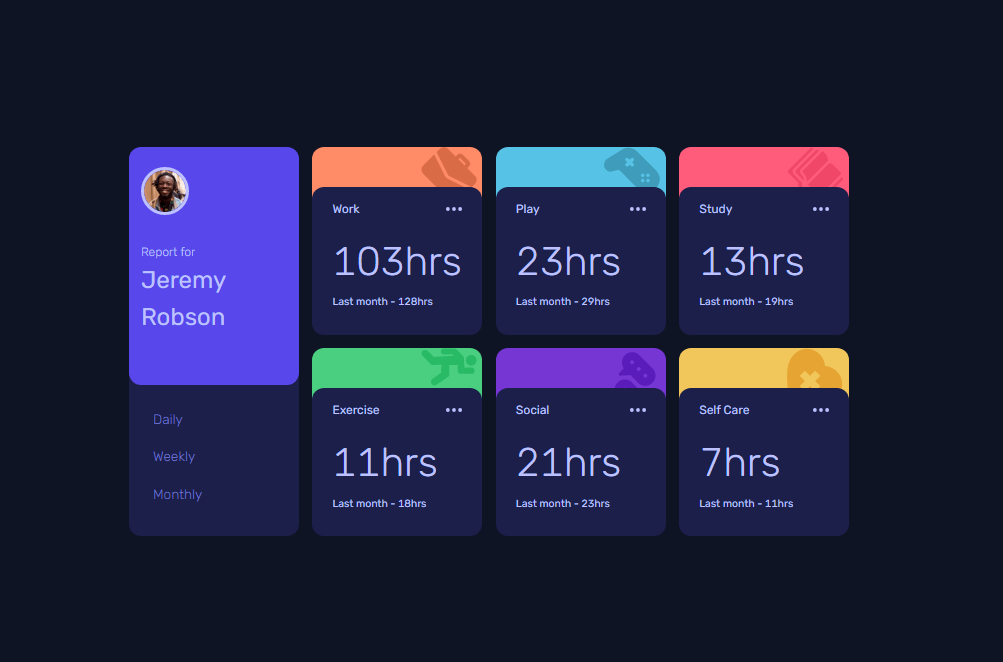 Report for
Jeremy
Robson
Daily
Weekly
Monthly
Work
103hrs
Last month - 128hrs
Play
23hrs
Last month - 29hrs
Study
13hrs
Last month - 19hrs
Exercise
11hrs
Last month - 18hrs
Social
21hrs
Last month - 23hrs
Self Care
7hrs
Last month - 11hrs